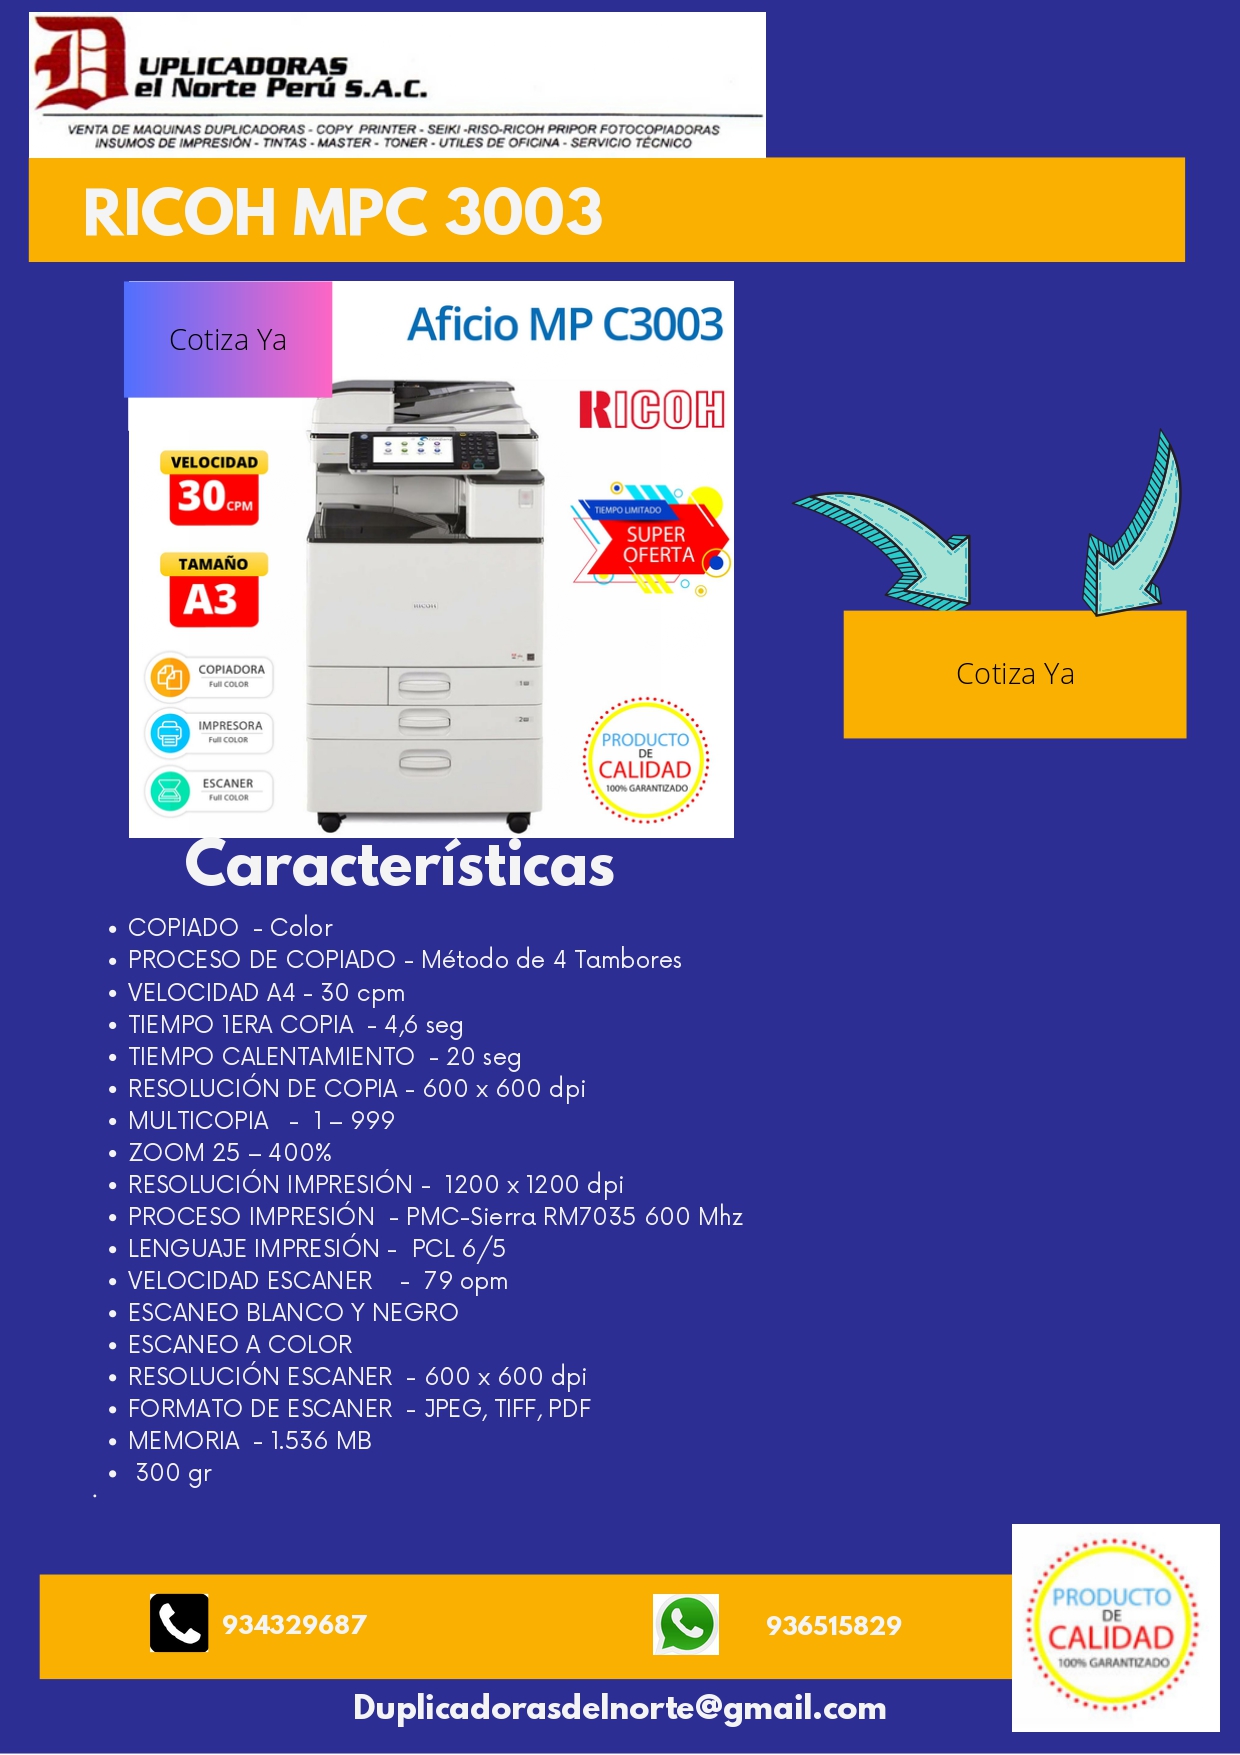 DUPLICADORAS
el Norte Perú S.A.C.
VENTA DE MAQUINAS DUPLICADORAS - COPY PRINTER - SEIKI -RISO-RICOH PRIPOR FOTOCOPIADORAS
INSUMOS DE IMPRESIÓN - TINTAS - MASTER - TONER - UTILES DE OFICINA - SERVICIO TÉCNICO
RICOH MPC 3003
Cotiza Ya
Aficio MP C3003
RICOH
VELOCIDAD
30 CPM
TIEMPO LIMITADO
SUPER
OFERTA
TAMAÑO
A3
RICOH
COPIADORA
Full COLOR
IMPRESORA
Full COLOR
ESCANER
Full COLOR
1
2
PRODUCTO
DE
CALIDAD
100% GARANTIZADO
Cotiza Ya
Características
• COPIADO - Color
• PROCESO DE COPIADO - Método de 4 Tambores
• VELOCIDAD A4 - 30 cpm
• TIEMPO 1ERA COPIA - 4,6 seg
• TIEMPO CALENTAMIENTO - 20 seg
• RESOLUCIÓN DE COPIA - 600 x 600 dpi
• MULTICOPIA - 1 – 999
• ZOOM 25 – 400%
• RESOLUCIÓN IMPRESIÓN - 1200 x 1200 dpi
• PROCESO IMPRESIÓN - PMC-Sierra RM7035 600 Mhz
• LENGUAJE IMPRESIÓN - PCL 6/5
• VELOCIDAD ESCANER - 79 opm
• ESCANEO BLANCO Y NEGRO
• ESCANEO A COLOR
• RESOLUCIÓN ESCANER - 600 x 600 dpi
• FORMATO DE ESCANER - JPEG, TIFF, PDF
• MEMORIA - 1.536 MB
• 300 gr
.
934329687
936515829
PRODUCTO
DE
CALIDAD
100% GARANTIZADO
Duplicadorasdelnorte@gmail.com